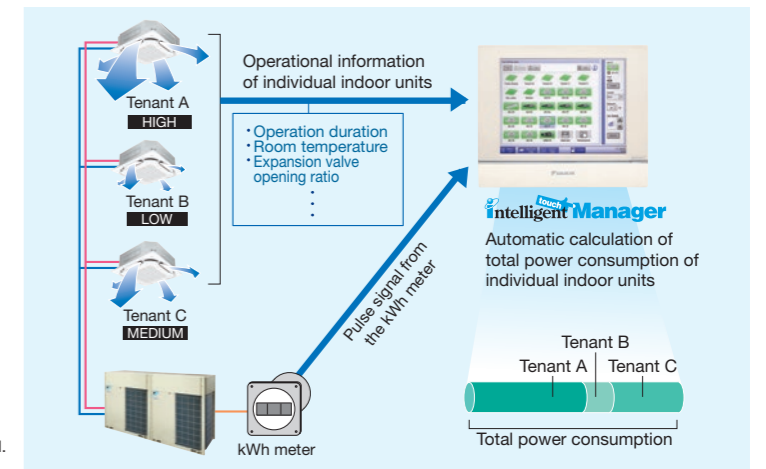 Tenant A
HIGH
Tenant B
LOW
Tenant C
MEDIUM
Operational information
of individual indoor units
・Operation duration
・Room temperature
・Expansion valve
opening ratio
kWh meter
Pulse signal from
the kWh meter
intelligent touch Manager
Automatic calculation of
total power consumption of
individual indoor units
Tenant B
Tenant A
Tenant C
Total power consumption